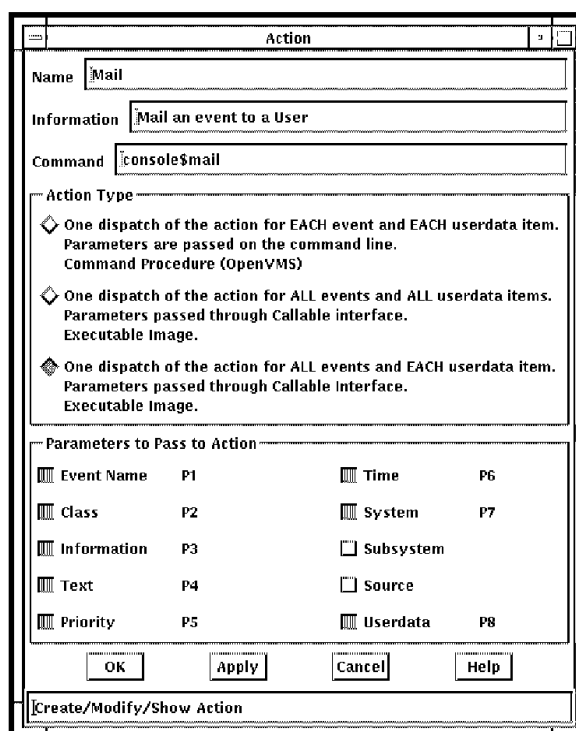 Action
Name Mail
Information Mail an event to a User
Command console$mail
Action Type
One dispatch of the action for EACH event and EACH userdata item.
Parameters are passed on the command line.
Command Procedure (OpenVMS)
One dispatch of the action for ALL events and ALL userdata items.
Parameters passed through Callable interface.
Executable Image.
One dispatch of the action for ALL events and EACH userdata item.
Parameters passed through Callable Interface.
Executable Image.
Parameters to Pass to Action
Event Name P1 Time P6
Class P2 System P7
Information P3 Subsystem
Text P4 Source
Priority P5 Userdata P8
OK Apply Cancel Help
Create/Modify/Show Action